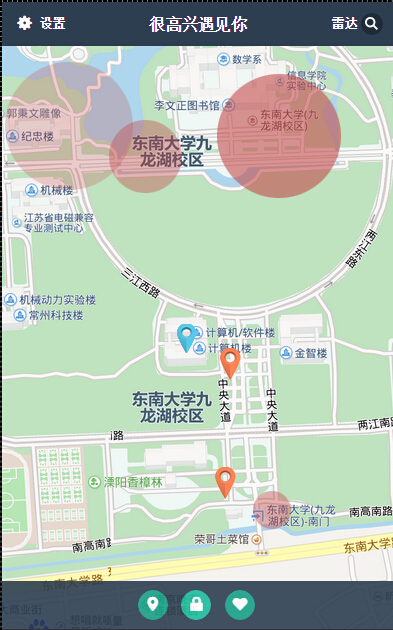 设置
很高兴遇见你
雷达
数学系
信息学院
实验中心
郭秉文雕像
李文正图书馆
东南大学(九
龙湖校区)
纪忠楼
东南大学九
龙湖校区
机械楼
江苏省电磁兼容
专业测试中心
两江东路
三江西路
机械动力实验楼
常州科技楼
计算机/软件楼
计算机楼
金智楼
中央大道
中央大道
东南大学九
龙湖校区
两江南路
路
溧阳香樟林
东南大学(九龙
湖校区)-南门
南高南路
荣哥土菜馆
南高南路
东南大学路
东南大学路
大商业街